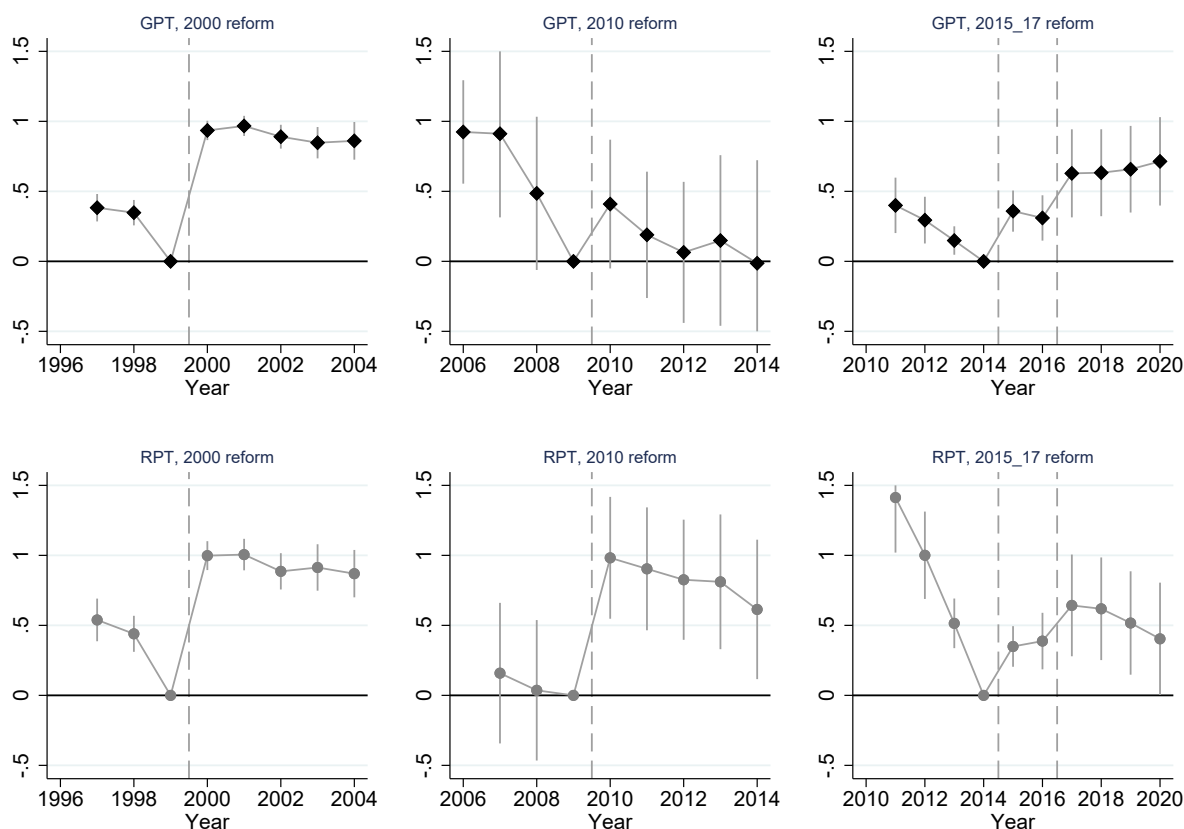 GPT, 2000 reform
1.5
1
.5
0
-.5
1996 1998 2000 2002 2004
Year
GPT, 2010 reform
1.5
1
.5
0
-.5
2006 2008 2010 2012 2014
Year
GPT, 2015_17 reform
1.5
1
.5
0
-.5
2010 2012 2014 2016 2018 2020
Year
RPT, 2000 reform
1.5
1
.5
0
-.5
1996 1998 2000 2002 2004
Year
RPT, 2010 reform
1.5
1
.5
0
-.5
2006 2008 2010 2012 2014
Year
RPT, 2015_17 reform
1.5
1
.5
0
-.5
2010 2012 2014 2016 2018 2020
Year